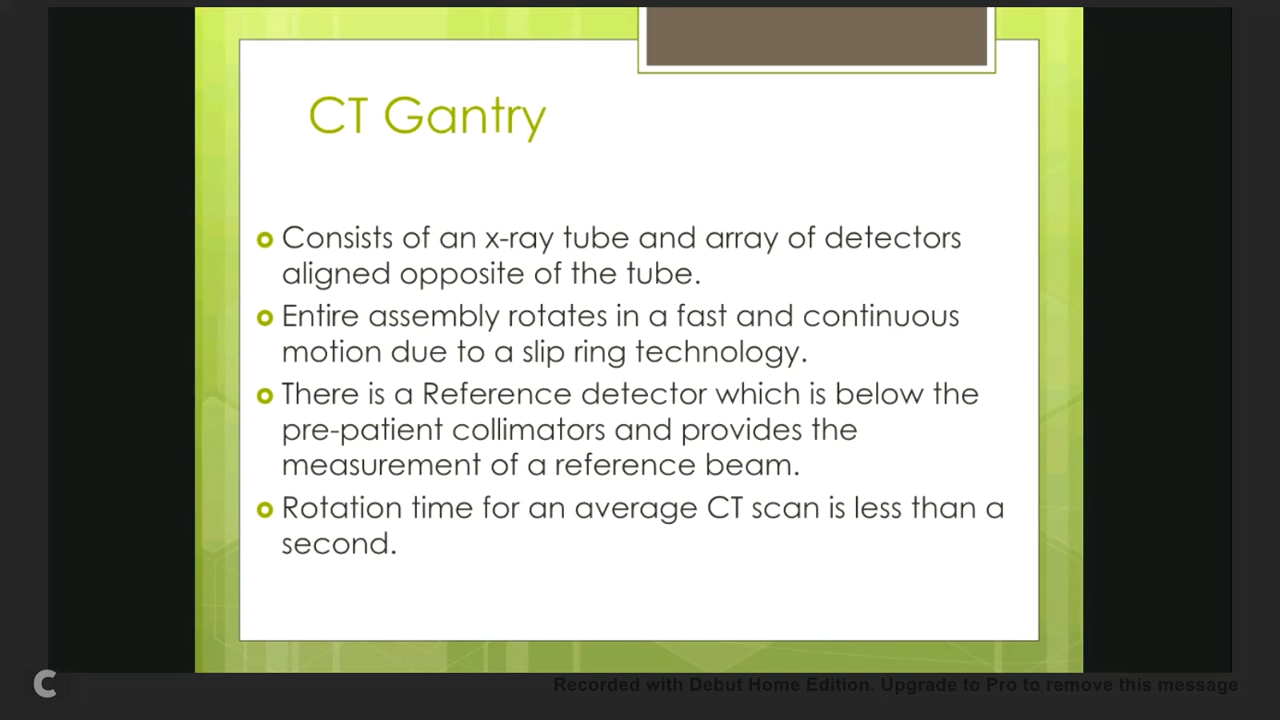 CT Gantry
Consists of an x-ray tube and array of detectors
aligned opposite of the tube.
Entire assembly rotates in a fast and continuous
motion due to a slip ring technology.
There is a Reference detector which is below the
pre-patient collimators and provides the
measurement of a reference beam.
Rotation time for an average CT scan is less than a
second.
C
Recorded with Debut Home Edition. Upgrade to Pro to remove this message